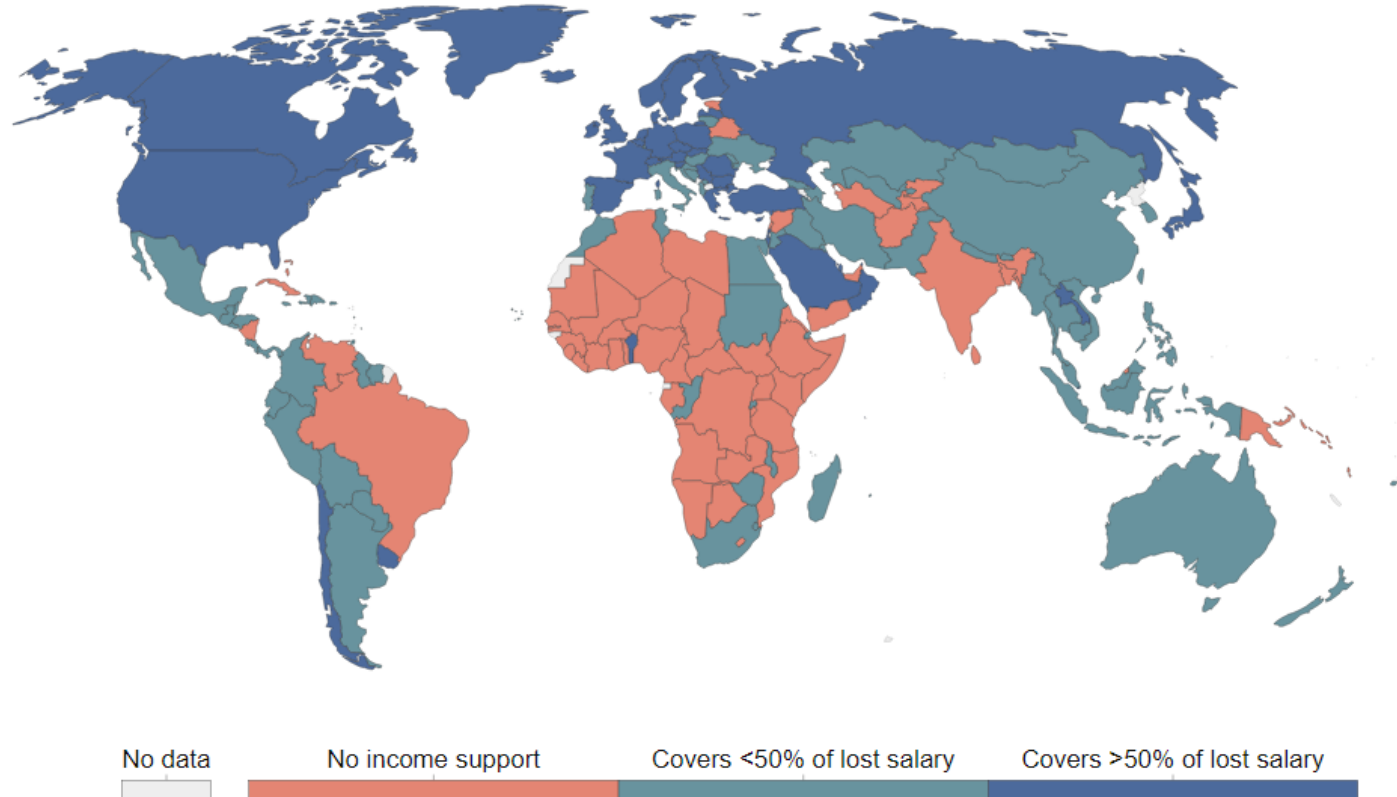 No data
No income support
Covers <50% of lost salary
Covers >50% of lost salary